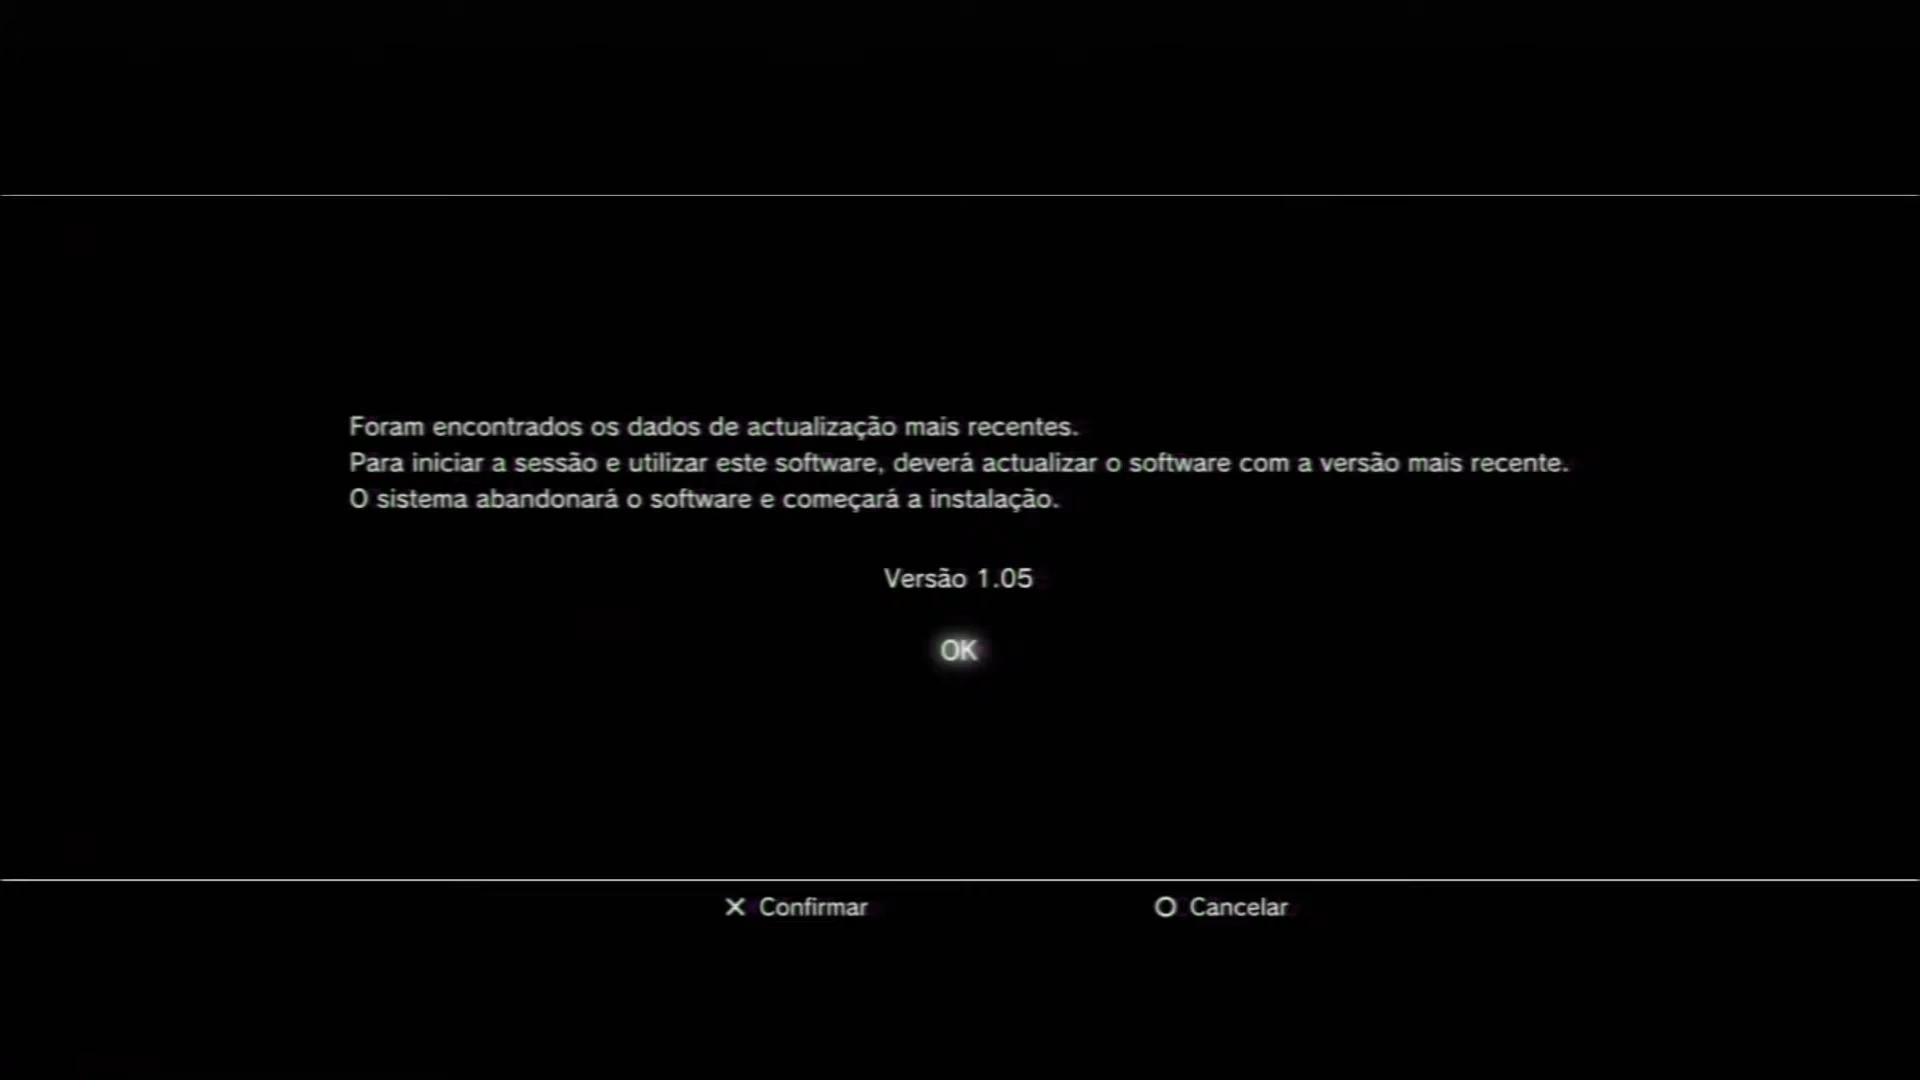 Foram encontrados os dados de actualização mais recentes.
Para iniciar a sessão e utilizar este software, deverá actualizar o software com a versão mais recente.
O sistema abandonará o software e começará a instalação.
Versão 1.05
OK
Confirmar
Cancelar